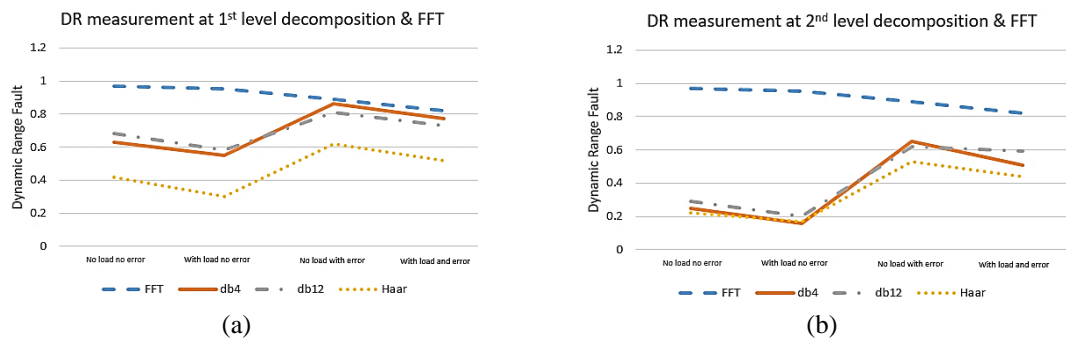 DR measurement at 1st level decomposition & FFT
1.2
1
0.8
0.6
0.4
0.2
0
Dynamic Range Fault
No load no error
With load no error
No load with error
With load and error
FFT
db4
db12
Haar
(a)
DR measurement at 2nd level decomposition & FFT
1.2
1
0.8
0.6
0.4
0.2
0
Dynamic Range Fault
No load no error
With load no error
No load with error
With load and error
FFT
db4
db12
Haar
(b)